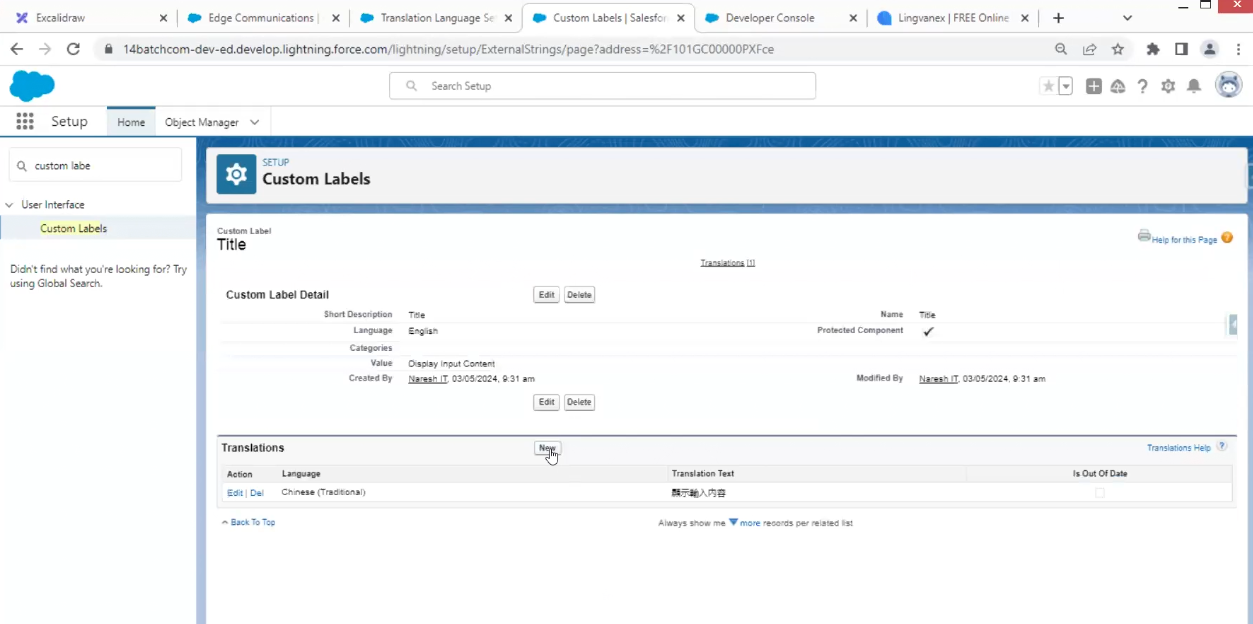 Excalidraw
Edge Communications |
Translation Language Se
Custom Labels | Salesfor
Developer Console
Lingvanex | FREE Online
14batchcom-dev-ed.develop.lightning.force.com/lightning/setup/ExternalStrings/page?address=%2F101GC00000PXFce
Search Setup
Setup
Home
Object Manager
custom labe
User Interface
Custom Labels
Didn't find what you're looking for? Try
using Global Search.
SETUP
Custom Labels
Custom Label
Title
Help for this Page
Translations [1]
Custom Label Detail
Edit
Delete
Short Description Title
Name Title
Language English
Protected Component
Categories
Value Display Input Content
Created By Naresh IT, 03/05/2024, 9:31 am
Modified By Naresh IT, 03/05/2024, 9:31 am
Edit
Delete
Translations
New
Translations Help ?
Action Language Translation Text Is Out Of Date
Edit | Del Chinese (Traditional) 顯示輸入內容
Back To Top
Always show me more records per related list